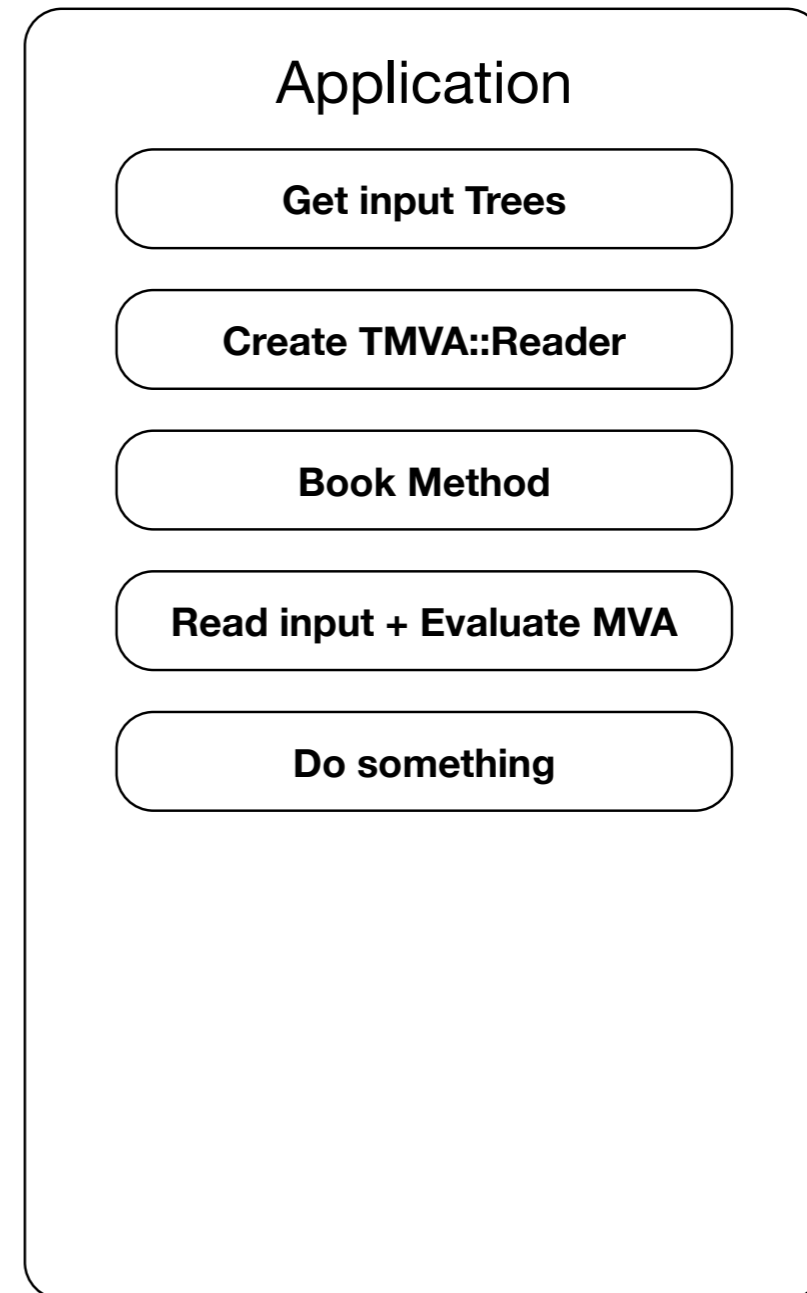 Application
Get input Trees
Create TMVA::Reader
Book Method
Read input + Evaluate MVA
Do something